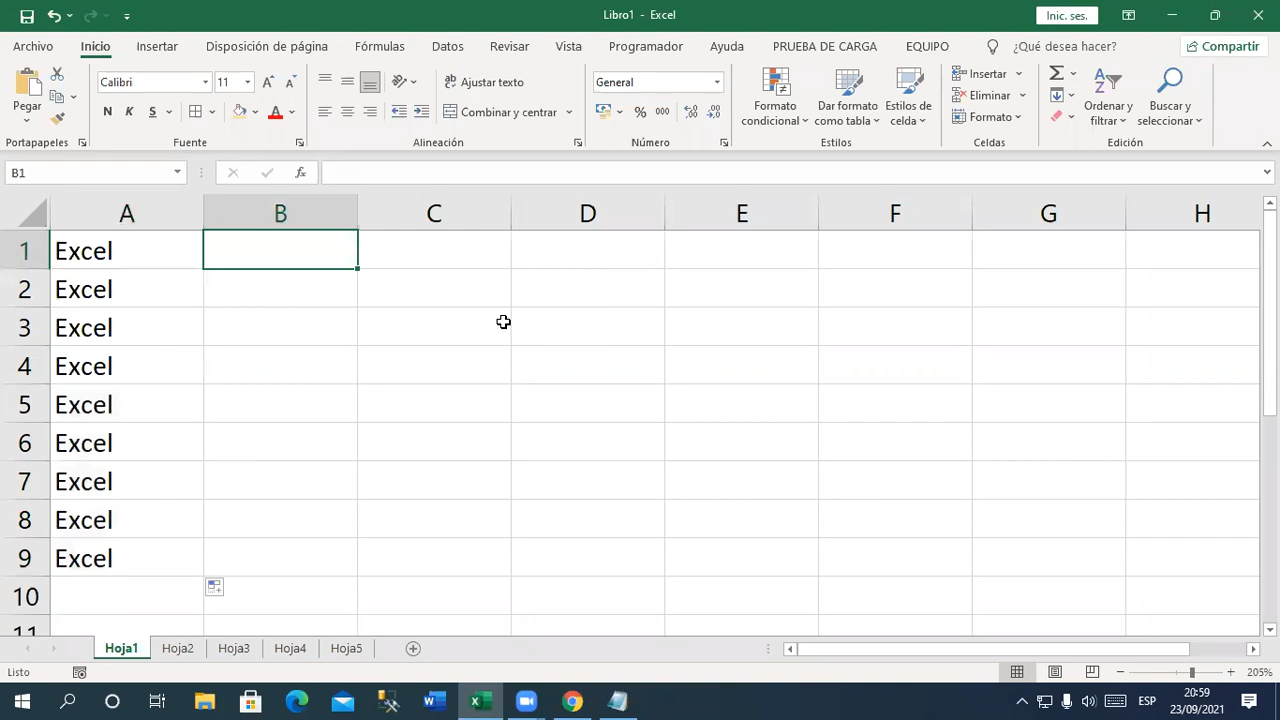 Libro1 - Excel
Inic. ses.
Archivo Inicio Insertar Disposición de página Fórmulas Datos Revisar Vista Programador Ayuda PRUEBA DE CARGA EQUIPO ¿Qué desea hacer? Compartir
Pegar
Calibri 11
N K S
Ajustar texto
Combinar y centrar
General
% 000
Formato condicional
Dar formato como tabla
Estilos de celda
Insertar
Eliminar
Formato
Ordenar y filtrar
Buscar y seleccionar
Portapapeles Fuente Alineación Número Estilos Celdas Edición
B1 fx
A B C D E F G H
1 Excel
2 Excel
3 Excel
4 Excel
5 Excel
6 Excel
7 Excel
8 Excel
9 Excel
10
11
Hoja1 Hoja2 Hoja3 Hoja4 Hoja5
Listo 205%
ESP
20:59
23/09/2021